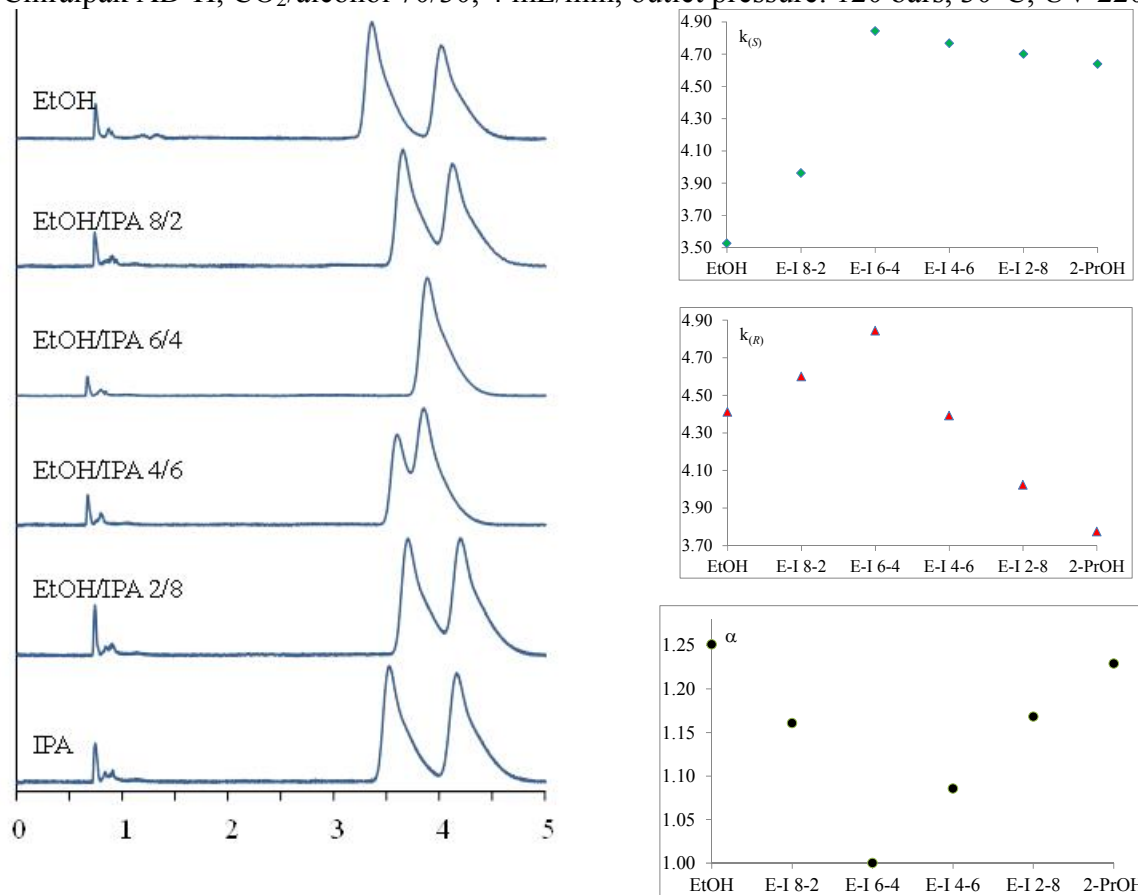 CO₂/alcohol 70/30, 4 mL/min, outlet pressure: 120 bars, 30°C, UV 220
EtOH
EtOH/IPA 8/2
EtOH/IPA 6/4
EtOH/IPA 4/6
EtOH/IPA 2/8
IPA
0 1 2 3 4 5
k(S)
4.90
4.70
4.50
4.30
4.10
3.90
3.70
3.50
EtOH E-I 8-2 E-I 6-4 E-I 4-6 E-I 2-8 2-PrOH
k(R)
4.90
4.70
4.50
4.30
4.10
3.90
3.70
EtOH E-I 8-2 E-I 6-4 E-I 4-6 E-I 2-8 2-PrOH
α
1.25
1.20
1.15
1.10
1.05
1.00
EtOH E-I 8-2 E-I 6-4 E-I 4-6 E-I 2-8 2-PrOH